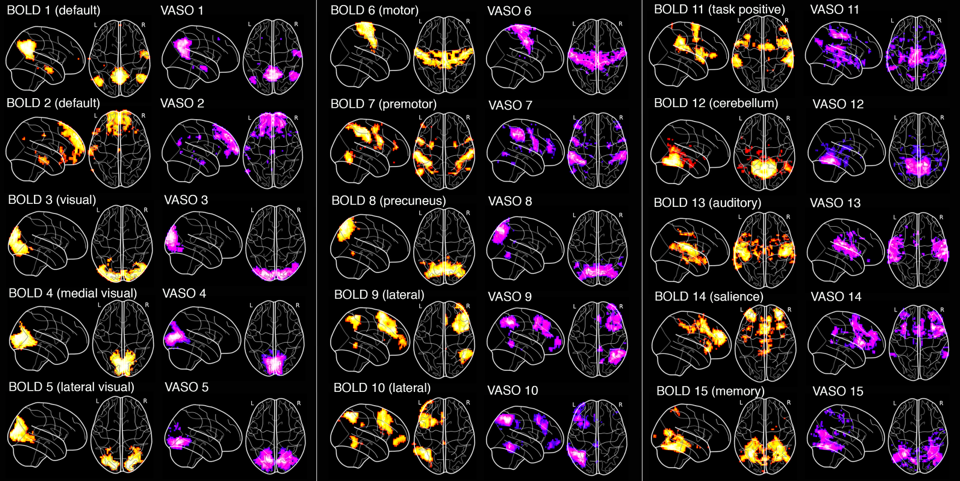 BOLD 1 (default) VASO 1
L R L R
BOLD 2 (default) VASO 2
L R L R
BOLD 3 (visual) VASO 3
L R L R
BOLD 4 (medial visual) VASO 4
L R L R
BOLD 5 (lateral visual) VASO 5
L R L R
BOLD 6 (motor) VASO 6
L R L R
BOLD 7 (premotor) VASO 7
L R L R
BOLD 8 (precuneus) VASO 8
L R L R
BOLD 9 (lateral) VASO 9
L R L R
BOLD 10 (lateral) VASO 10
L R L R
BOLD 11 (task positive) VASO 11
L R L R
BOLD 12 (cerebellum) VASO 12
L R L R
BOLD 13 (auditory) VASO 13
L R L R
BOLD 14 (salience) VASO 14
L R L R
BOLD 15 (memory) VASO 15
L R L R